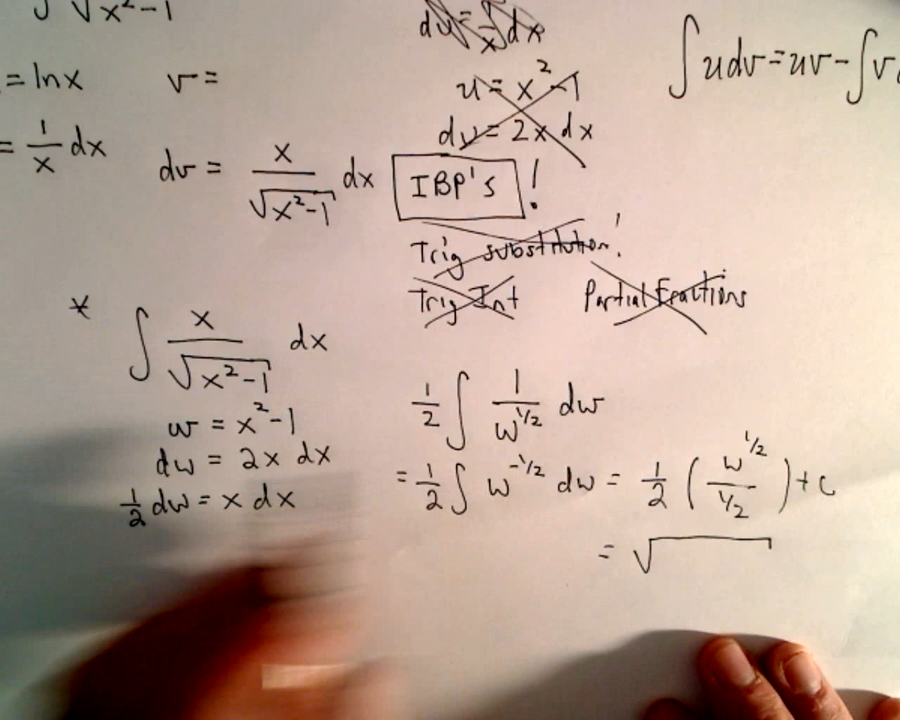 ∫ √x²-1
du = 1/x dx
= ln x v =
u = x² -1
∫ u dv = uv - ∫ v
= 1/x dx
du = 2x dx
dv = x/√x²-1 dx
IBP's !
Trig substitution!
Trig Int Partial Fractions
* ∫ x/√x²-1 dx
w = x²-1
dw = 2x dx
1/2 dw = x dx
1/2 ∫ 1/w^1/2 dw
= 1/2 ∫ w^-1/2 dw = 1/2 ( w^1/2 / 1/2 ) + c
= √